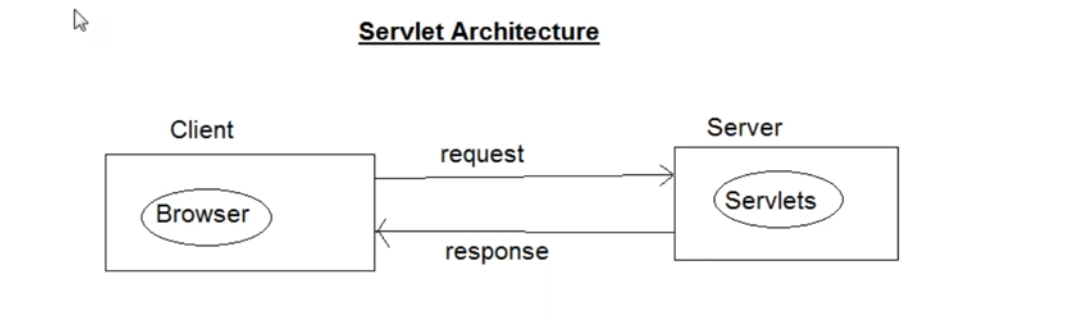 Servlet Architecture
Client
Server
request
Browser
Servlets
response